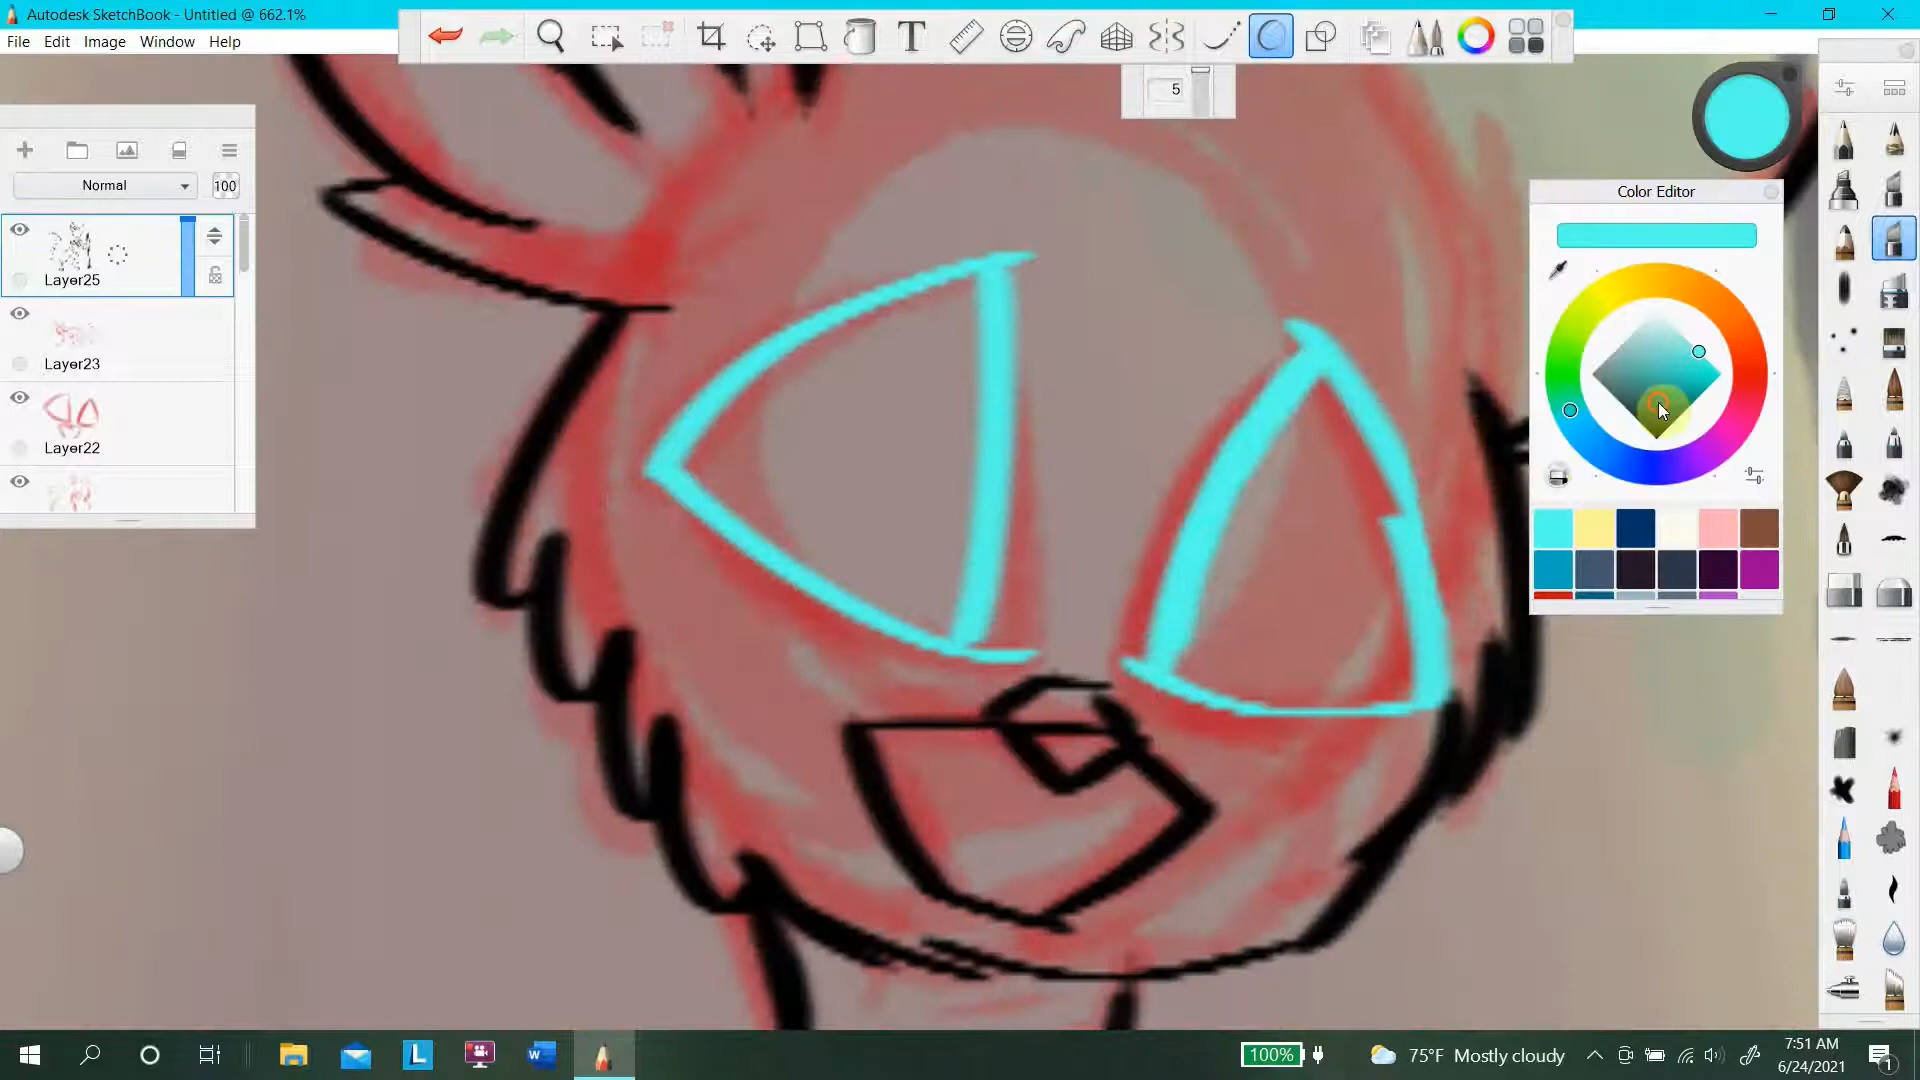 Autodesk SketchBook - Untitled @ 662.1%
File Edit Image Window Help
T
5
Normal
100
Layer25
Layer23
Layer22
Color Editor
L
W
100%
75°F Mostly cloudy
7:51 AM
6/24/2021
1